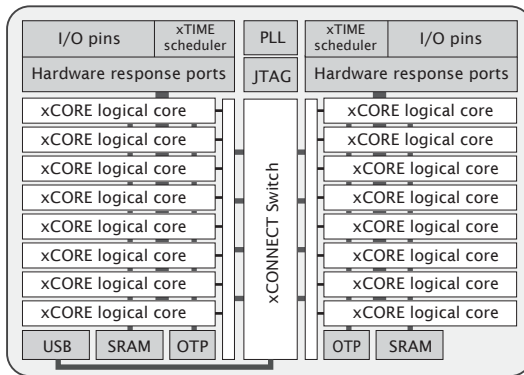 I/O pins
xTIME
scheduler
PLL
xTIME
scheduler
I/O pins
Hardware response ports
JTAG
Hardware response ports
xCORE logical core
xCORE logical core
xCORE logical core
xCORE logical core
xCORE logical core
xCORE logical core
xCORE logical core
xCORE logical core
xCONNECT Switch
xCORE logical core
xCORE logical core
xCORE logical core
xCORE logical core
xCORE logical core
xCORE logical core
xCORE logical core
xCORE logical core
USB
SRAM
OTP
OTP
SRAM